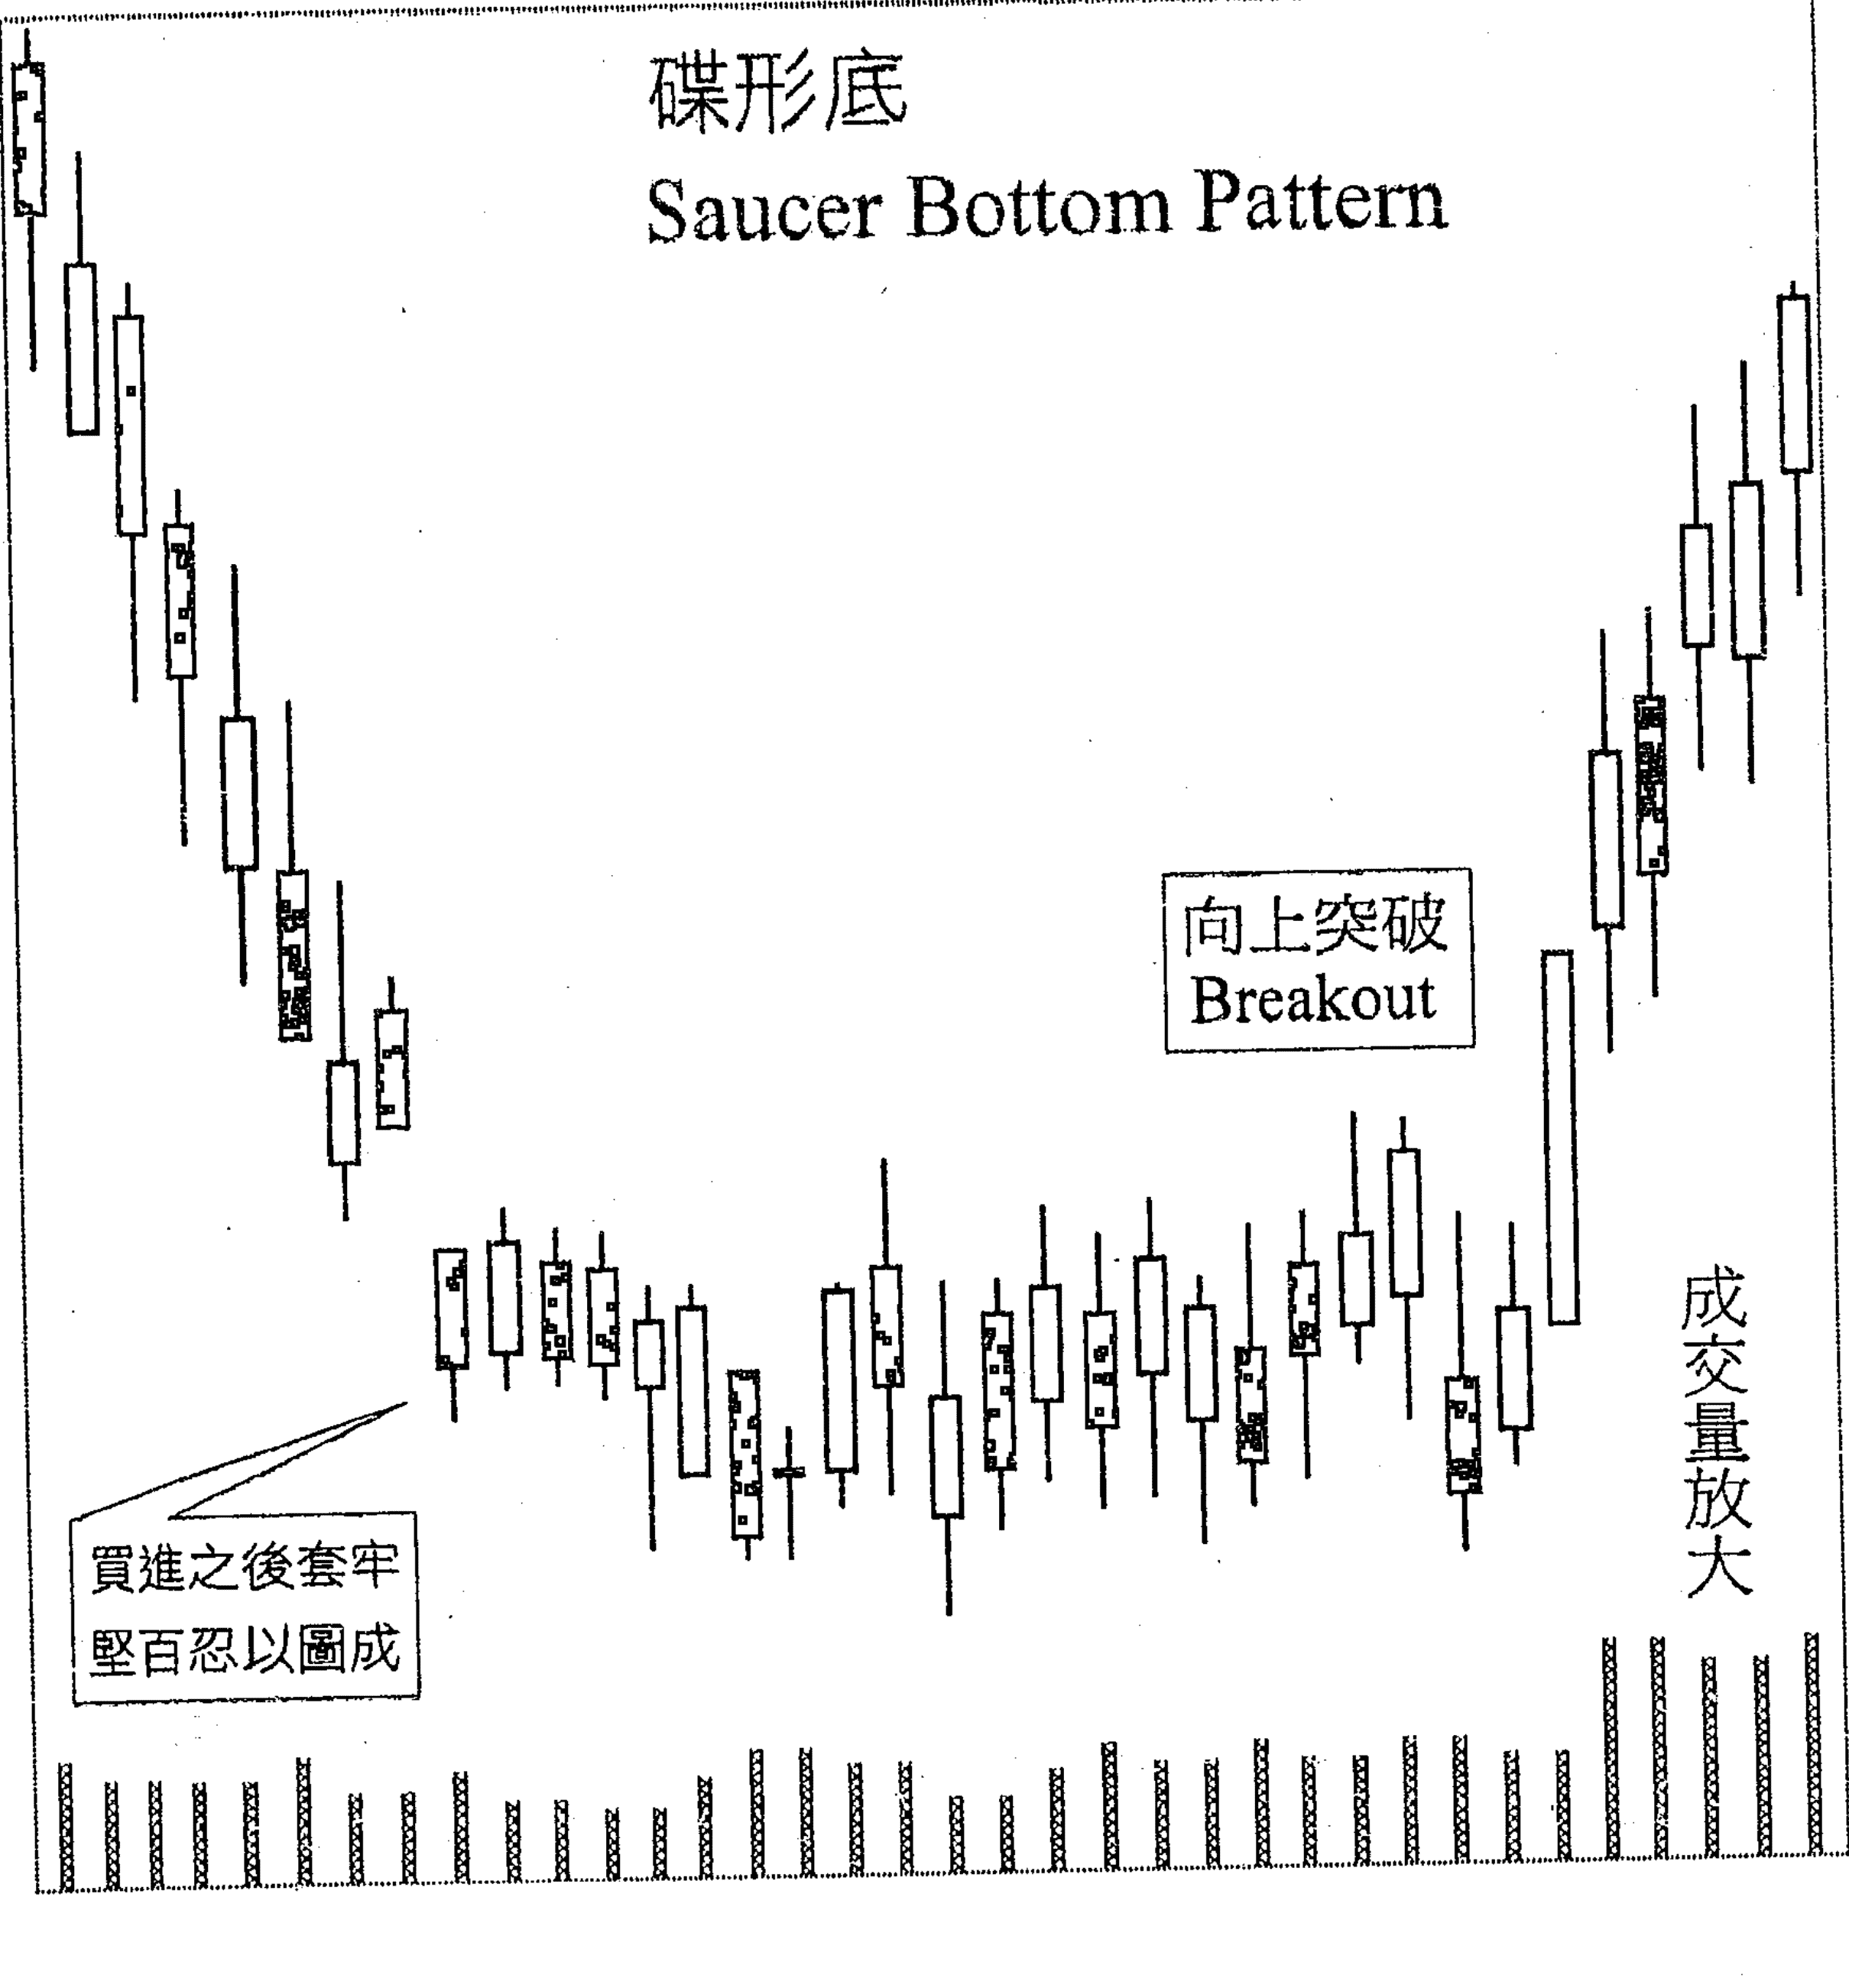 碟形底
Saucer Bottom Pattern
向上突破
Breakout
買進之後套牢
堅百忍以圖成
成交量放大